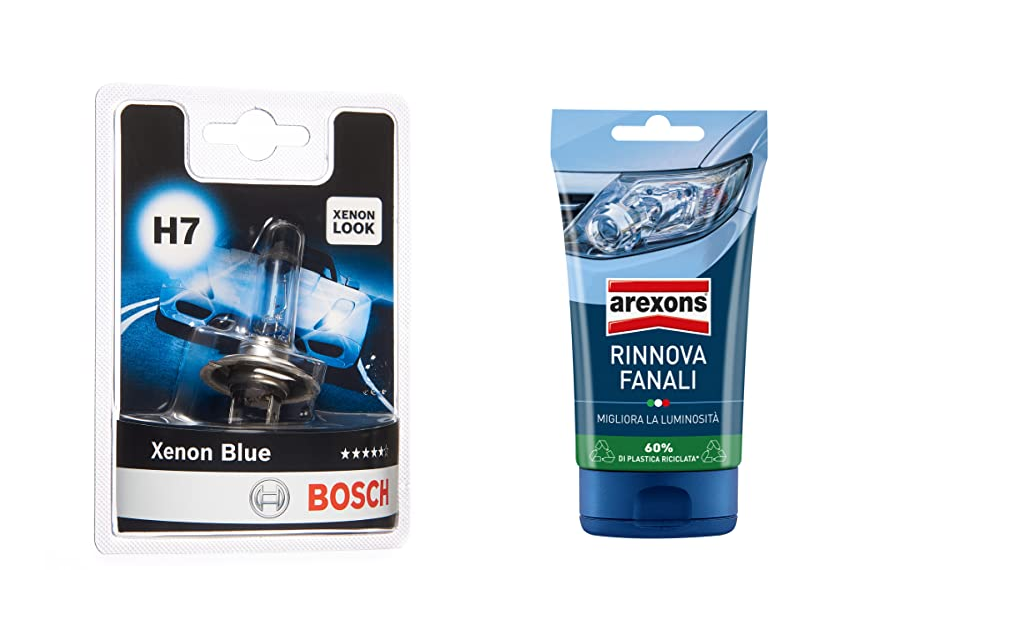 H7
XENON
LOOK
Xenon Blue
BOSCH
arexons
RINNOVA
FANALI
MIGLIORA LA LUMINOSITÀ
60%
DI PLASTICA RICICLATA*